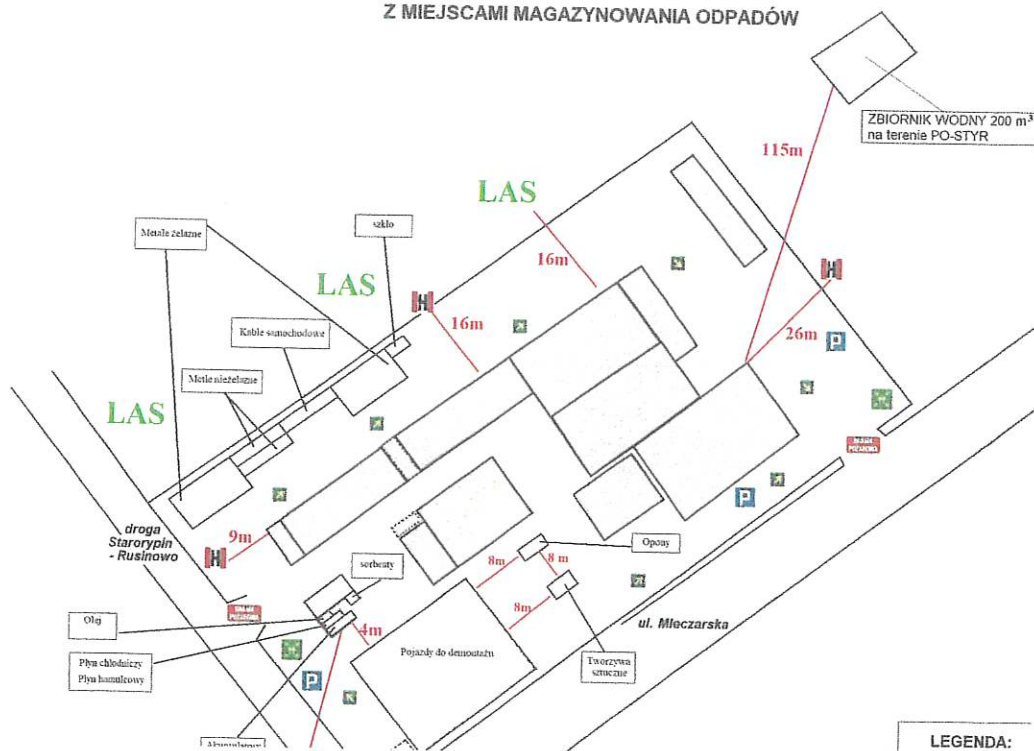 Z MIEJSCAMI MAGAZYNOWANIA ODPADÓW
ZBIORNIK WODNY 200 m³
na terenie PO-STYR
115m
LAS
Metale żelazne
szkło
16m
H
LAS
H
16m
26m
Kable samochodowe
P
Metle nieżelazne
LAS
P
droga
Starorypin
- Rusinowo
9m
H
Opony
sorbenty
8m
8 m
8m
Olej
4m
ul. Mleczarska
Płyn chłodniczy
Płyn hamulcowy
Pojazdy do demontażu
Tworzywa
sztuczne
P
Akumulatory
LEGENDA: